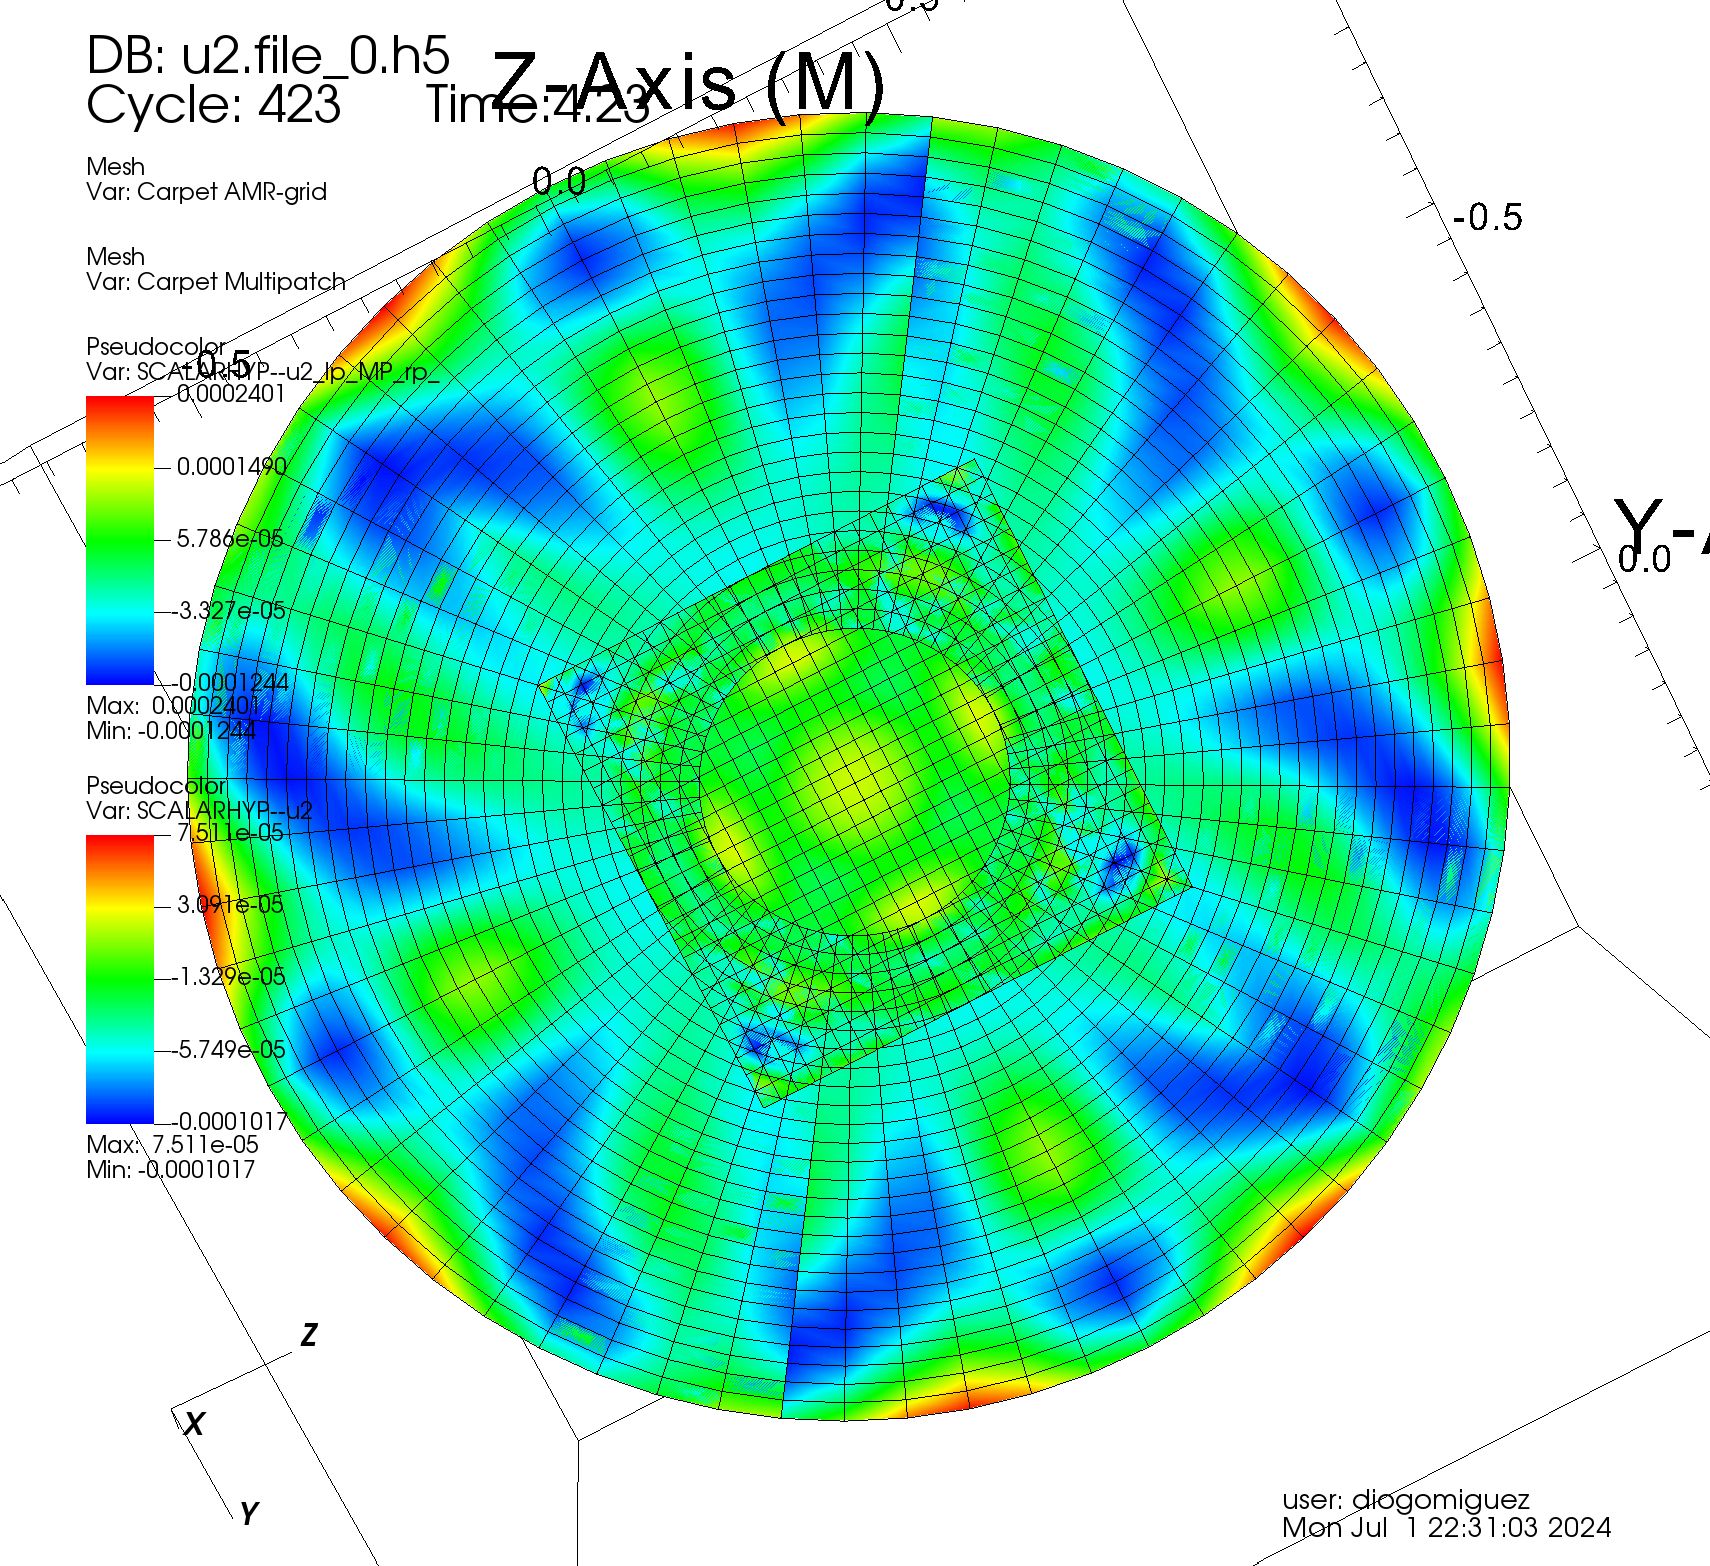 0.5
DB: u2.file_0.h5
Z-Axis (M)
Cycle: 423 Time:4.23
Mesh
Var: Carpet AMR-grid
0.0
-0.5
Mesh
Var: Carpet Multipatch
Pseudocolor
-0.5
Var: SCALARHYP--u2_lp_MP_rp_
0.0002401
0.0001490
5.786e-05
-3.327e-05
-0.0001244
Max: 0.0002401
Min: -0.0001244
Y-A
0.0
Pseudocolor
Var: SCALARHYP--u2
7.511e-05
3.091e-05
-1.329e-05
-5.749e-05
-0.0001017
Max: 7.511e-05
Min: -0.0001017
Z
X
Y
user: diogomiguez
Mon Jul 1 22:31:03 2024